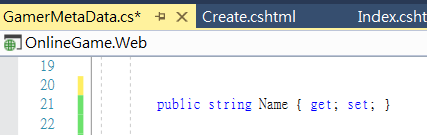 GamerMetaData.cs* Create.cshtml Index.csht
OnlineGame.Web
19
20
21 public string Name { get; set; }
22